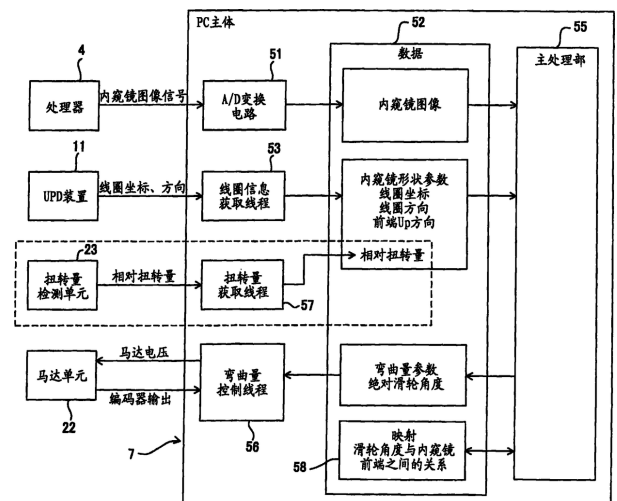 PC主体
52
55
4
51
数据
主处理部
处理器
内窥镜图像信号
A/D变换
电路
内窥镜图像
11
53
UPD装置
线圈坐标、方向
线圈信息
获取线程
内窥镜形状参数
线圈坐标
线圈方向
前端Up方向
23
扭转量
检测单元
相对扭转量
扭转量
获取线程
相对扭转量
57
马达电压
马达单元
编码器输出
弯曲量
控制线程
弯曲量参数
绝对滑轮角度
22
56
7
58
映射
滑轮角度与内窥镜
前端之间的关系